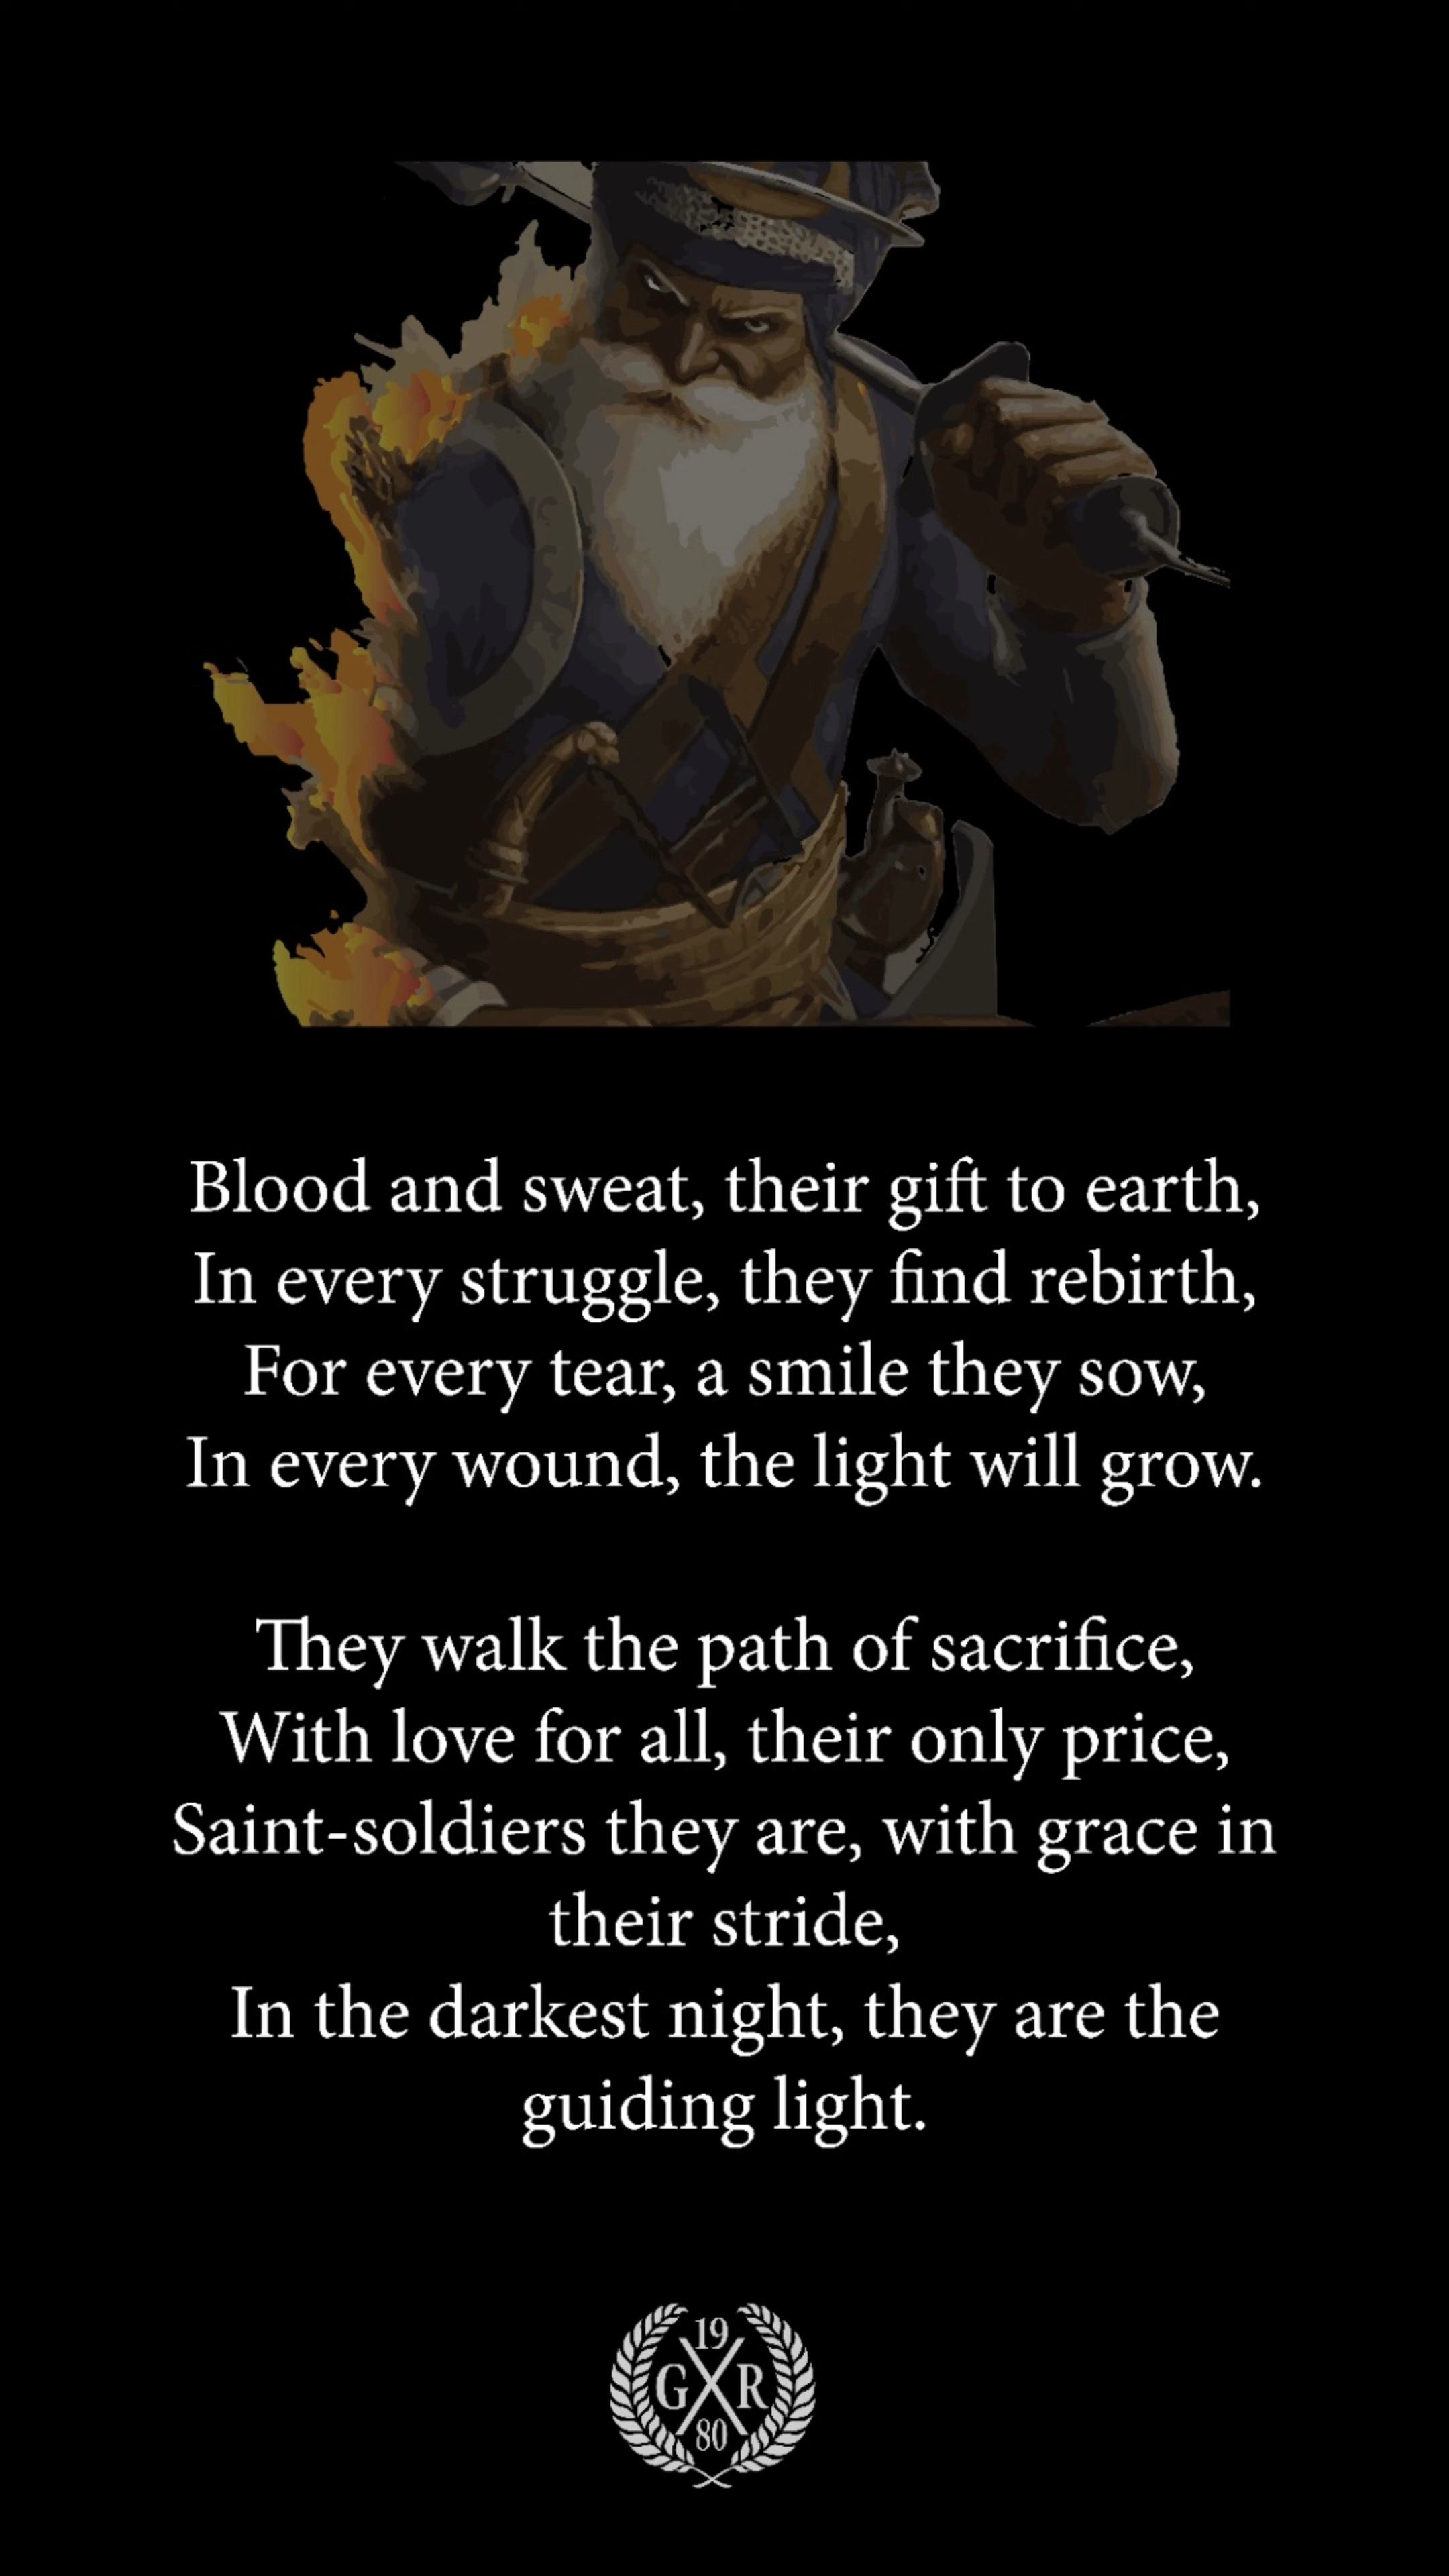 Blood and sweat, their gift to earth,
In every struggle, they find rebirth,
For every tear, a smile they sow,
In every wound, the light will grow.
They walk the path of sacrifice,
With love for all, their only price,
Saint-soldiers they are, with grace in
their stride,
In the darkest night, they are the
guiding light.
19
G R
80